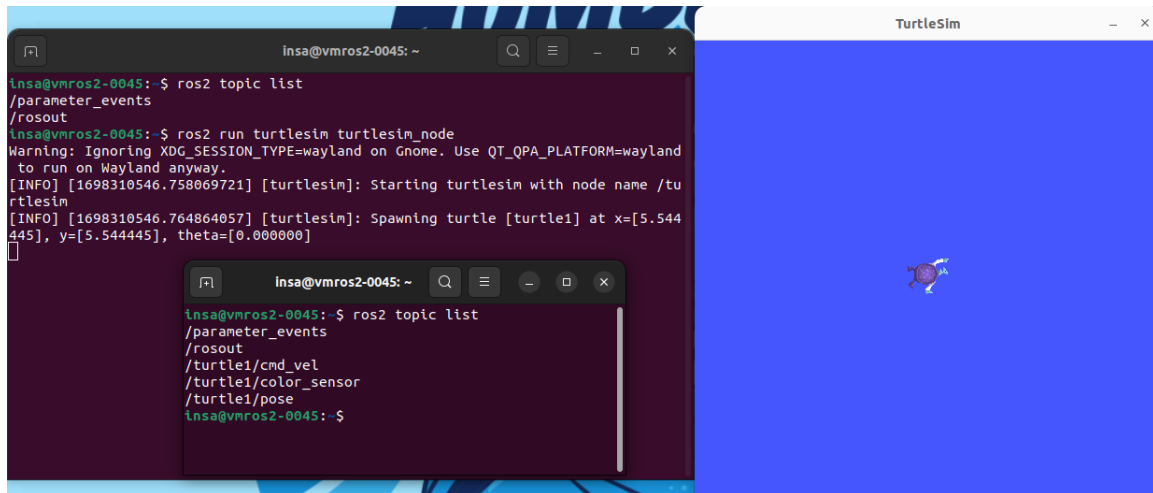 insa@vmros2-0045: ~
insa@vmros2-0045:~$ ros2 topic list
/parameter_events
/rosout
insa@vmros2-0045:~$ ros2 run turtlesim turtlesim_node
Warning: Ignoring XDG_SESSION_TYPE=wayland on Gnome. Use QT_QPA_PLATFORM=wayland
 to run on Wayland anyway.
[INFO] [1698310546.758069721] [turtlesim]: Starting turtlesim with node name /tu
rtlesim
[INFO] [1698310546.764864057] [turtlesim]: Spawning turtle [turtle1] at x=[5.544
445], y=[5.544445], theta=[0.000000]
insa@vmros2-0045: ~
insa@vmros2-0045:~$ ros2 topic list
/parameter_events
/rosout
/turtle1/cmd_vel
/turtle1/color_sensor
/turtle1/pose
insa@vmros2-0045:~$
TurtleSim